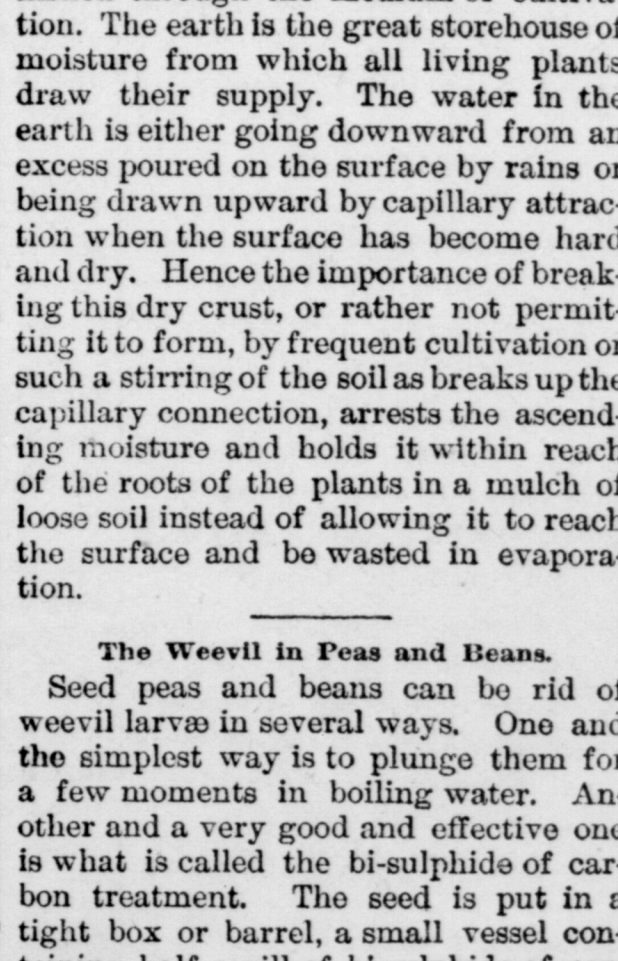 tion. The earth is the great storehouse of
moisture from which all living plants
draw their supply. The water in the
earth is either going downward from an
excess poured on the surface by rains or
being drawn upward by capillary attrac-
tion when the surface has become hard
and dry. Hence the importance of break-
ing this dry crust, or rather not permit-
ting it to form, by frequent cultivation or
such a stirring of the soil as breaks up the
capillary connection, arrests the ascend-
ing moisture and holds it within reach
of the roots of the plants in a mulch of
loose soil instead of allowing it to reach
the surface and be wasted in evapora-
tion.
The Weevil in Peas and Beans.
Seed peas and beans can be rid of
weevil larvæ in several ways. One and
the simplest way is to plunge them for
a few moments in boiling water. An-
other and a very good and effective one
is what is called the bi-sulphide of car-
bon treatment. The seed is put in a
tight box or barrel, a small vessel con-